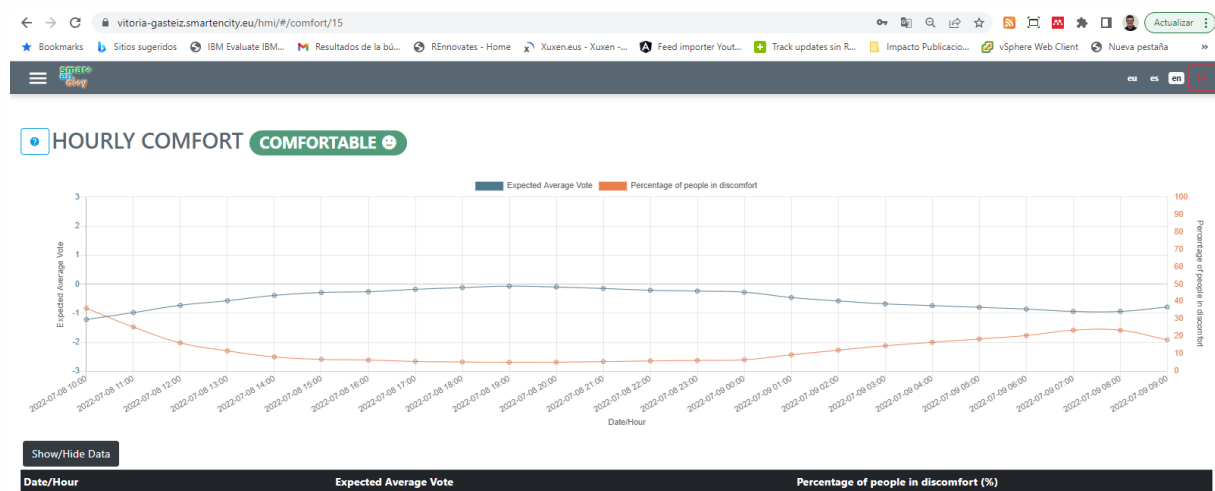 vitoria-gasteiz.smartencity.eu/hmi/#/comfort/15
Actualizar
Bookmarks
Sitios sugeridos
IBM Evaluate IBM...
Resultados de la bú...
REnnovates - Home
Xuxen.eus - Xuxen -...
Feed importer Yout...
Track updates sin R...
Impacto Publicacio...
vSphere Web Client
Nueva pestaña
»
smar
en
city
eu es en
HOURLY COMFORT COMFORTABLE
Expected Average Vote Percentage of people in discomfort
3
2
1
0
-1
-2
-3
Expected Average Vote
100
90
80
70
60
50
40
30
20
10
0
Percentage of people in discomfort
2022-07-08 10:00
2022-07-08 11:00
2022-07-08 12:00
2022-07-08 13:00
2022-07-08 14:00
2022-07-08 15:00
2022-07-08 16:00
2022-07-08 17:00
2022-07-08 18:00
2022-07-08 19:00
2022-07-08 20:00
2022-07-08 21:00
2022-07-08 22:00
2022-07-08 23:00
2022-07-09 00:00
2022-07-09 01:00
2022-07-09 02:00
2022-07-09 03:00
2022-07-09 04:00
2022-07-09 05:00
2022-07-09 06:00
2022-07-09 07:00
2022-07-09 08:00
2022-07-09 09:00
Date/Hour
Show/Hide Data
Date/Hour Expected Average Vote Percentage of people in discomfort (%)